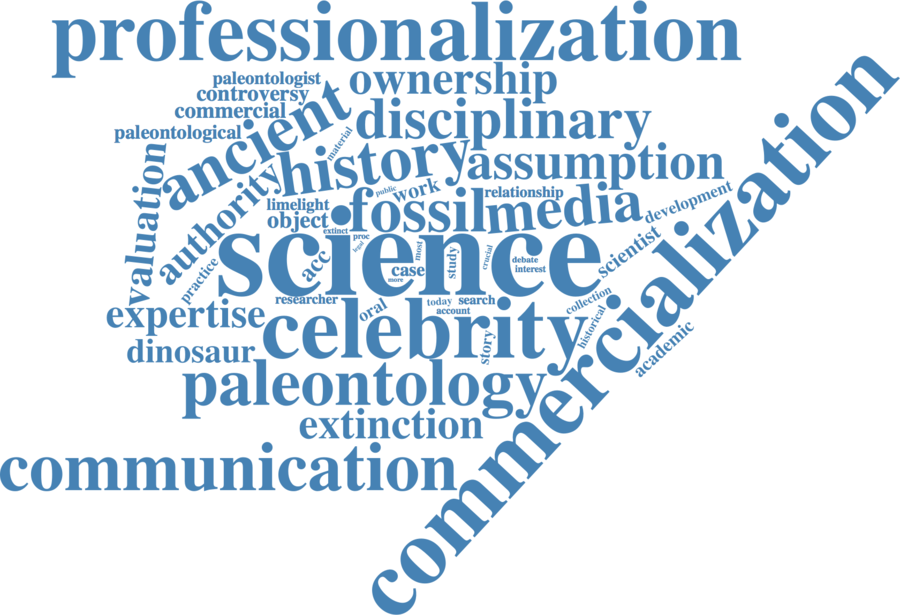 professionalization
paleontologist
ownership
controversy
commercial
ancient
disciplinary
paleontological
material
history
assumption
evaluation
authority
public
work
relationship
limelight
fossil
media
development
object
extinct
proc
legal
science
most
study
crucial
debate
interest
scientist
acc
case
more
practice
researcher
oral
today
search
account
collection
historical
expertise
celebrity
story
commercialization
academic
dinosaur
paleontology
extinction
communication